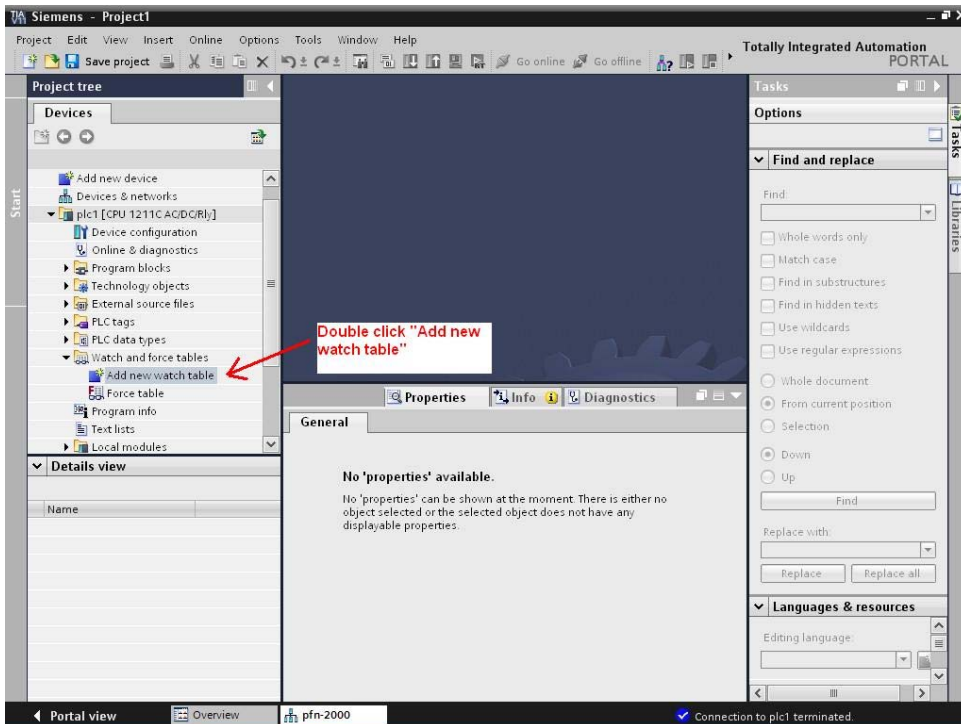 Siemens - Project1
Project Edit View Insert Online Options Tools Window Help
Totally Integrated Automation
PORTAL
Save project Go online Go offline
Project tree
Devices
Start
Add new device
Devices & networks
plc1 [CPU 1211C AC/DC/Rly]
Device configuration
Online & diagnostics
Program blocks
Technology objects
External source files
PLC tags
PLC data types
Watch and force tables
Add new watch table
Force table
Program info
Text lists
Local modules
Details view
Name
Double click "Add new
watch table"
Properties Info Diagnostics
General
No 'properties' available.
No 'properties' can be shown at the moment. There is either no
object selected or the selected object does not have any
displayable properties.
Tasks
Options
Find and replace
Find:
Whole words only
Match case
Find in substructures
Find in hidden texts
Use wildcards
Use regular expressions
Whole document
From current position
Selection
Down
Up
Find
Replace with:
Replace Replace all
Languages & resources
Editing language:
Tasks
Libraries
Portal view Overview pfn-2000 Connection to plc1 terminated.